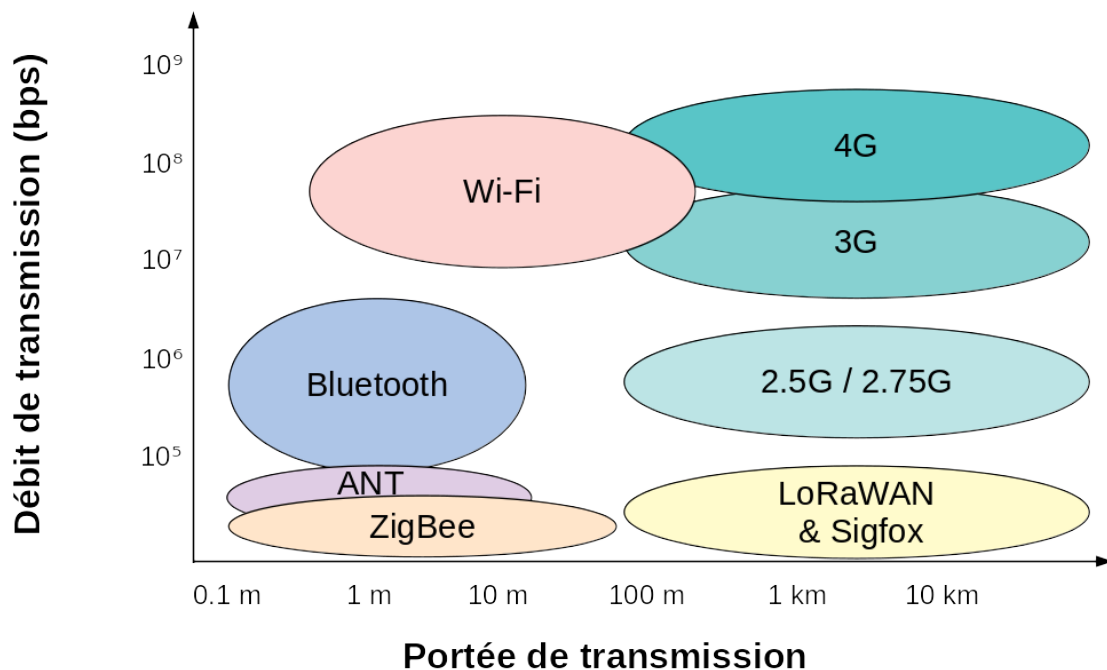 Débit de transmission (bps)
10⁹
10⁸
10⁷
10⁶
10⁵
4G
Wi-Fi
3G
Bluetooth
2.5G / 2.75G
ANT
ZigBee
LoRaWAN
& Sigfox
0.1 m
1 m
10 m
100 m
1 km
10 km
Portée de transmission